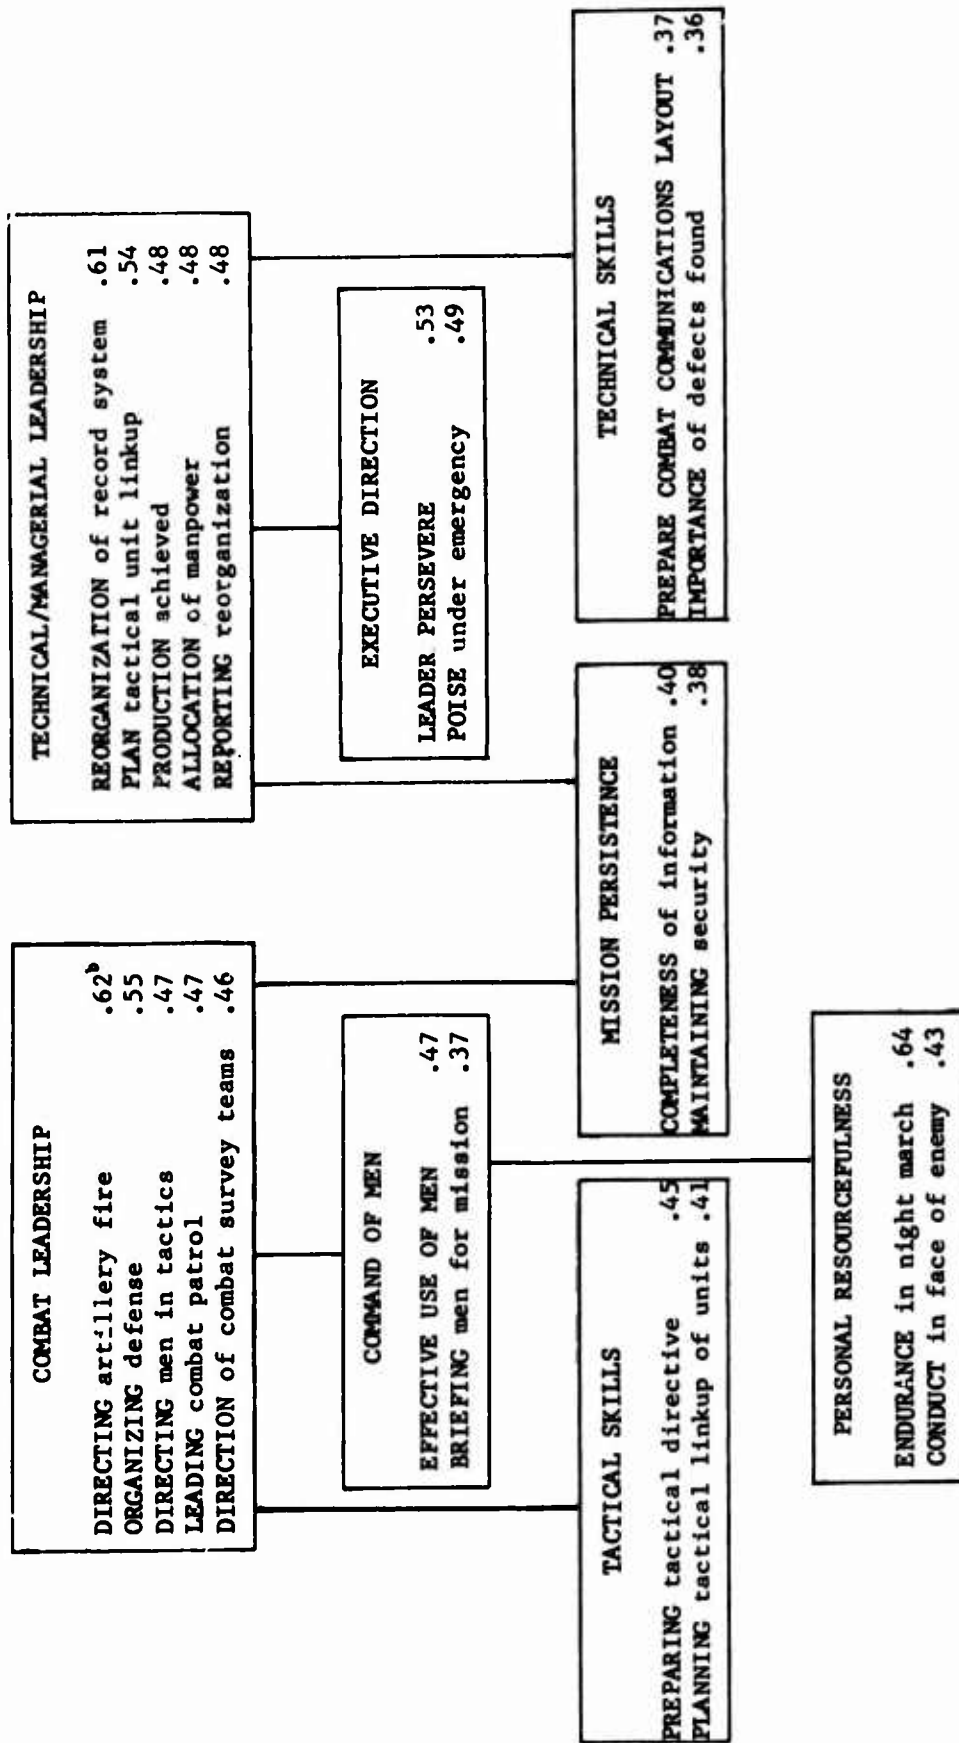 COMBAT LEADERSHIP
DIRECTING artillery fire .62b
ORGANIZING defense .55
DIRECTING men in tactics .47
LEADING combat patrol .47
DIRECTION of combat survey teams .46
TECHNICAL/MANAGERIAL LEADERSHIP
REORGANIZATION of record system .61
PLAN tactical unit linkup .54
PRODUCTION achieved .48
ALLOCATION of manpower .48
REPORTING reorganization .48
COMMAND OF MEN
EFFECTIVE USE OF MEN .47
BRIEFING men for mission .37
EXECUTIVE DIRECTION
LEADER PERSEVERE .53
POISE under emergency .49
TACTICAL SKILLS
PREPARING tactical directive .45
PLANNING tactical linkup of units .41
MISSION PERSISTENCE
COMPLETENESS of information .40
MAINTAINING security .38
TECHNICAL SKILLS
PREPARE COMBAT COMMUNICATIONS LAYOUT .37
IMPORTANCE of defects found .36
PERSONAL RESOURCEFULNESS
ENDURANCE in night march .64
CONDUCT in face of enemy .43